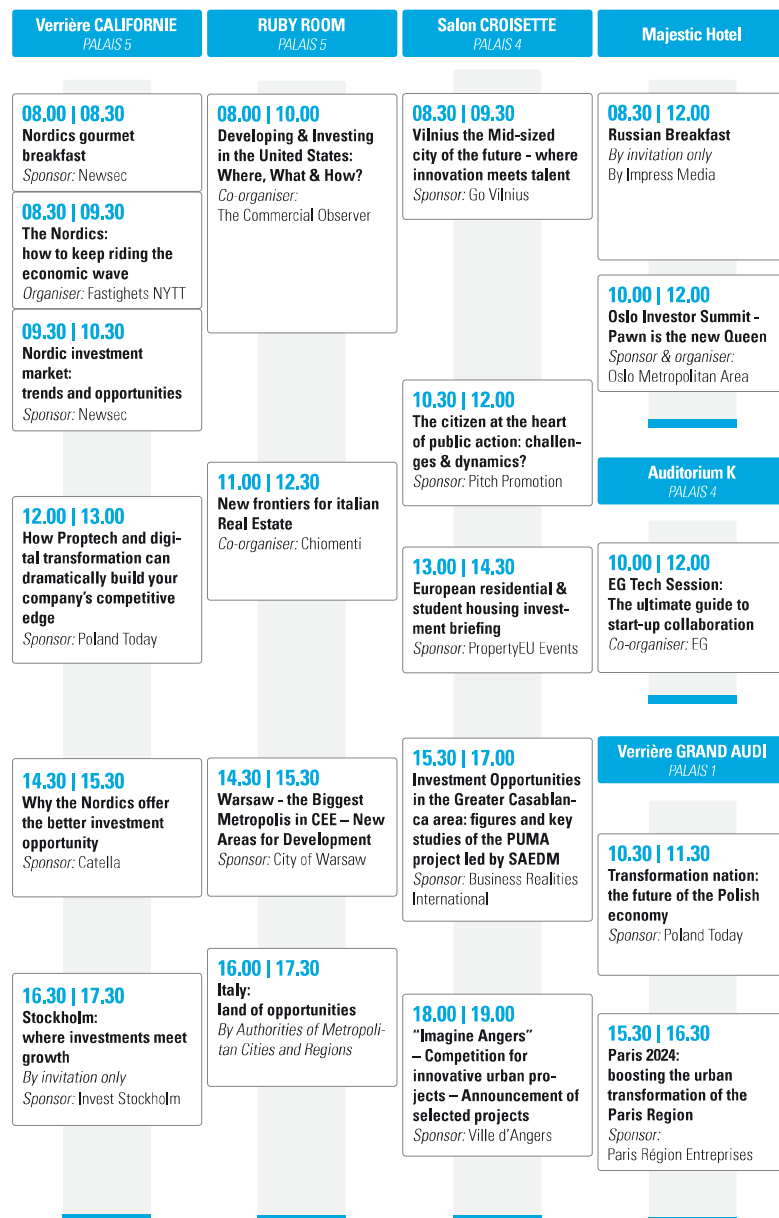 Verrière CALIFORNIE
PALAIS 5
08.00 | 08.30
Nordics gourmet
breakfast
Sponsor: Newsec
08.30 | 09.30
The Nordics:
how to keep riding the
economic wave
Organiser: Fastighets NYTT
09.30 | 10.30
Nordic investment
market:
trends and opportunities
Sponsor: Newsec
12.00 | 13.00
How Proptech and digi-
tal transformation can
dramatically build your
company's competitive
edge
Sponsor: Poland Today
14.30 | 15.30
Why the Nordics offer
the better investment
opportunity
Sponsor: Catella
16.30 | 17.30
Stockholm:
where investments meet
growth
By invitation only
Sponsor: Invest Stockholm
RUBY ROOM
PALAIS 5
08.00 | 10.00
Developing & Investing
in the United States:
Where, What & How?
Co-organiser:
The Commercial Observer
11.00 | 12.30
New frontiers for italian
Real Estate
Co-organiser: Chiomenti
14.30 | 15.30
Warsaw - the Biggest
Metropolis in CEE – New
Areas for Development
Sponsor: City of Warsaw
16.00 | 17.30
Italy:
land of opportunities
By Authorities of Metropoli-
tan Cities and Regions
Salon CROISETTE
PALAIS 4
08.30 | 09.30
Vilnius the Mid-sized
city of the future - where
innovation meets talent
Sponsor: Go Vilnius
10.30 | 12.00
The citizen at the heart
of public action: challen-
ges & dynamics?
Sponsor: Pitch Promotion
13.00 | 14.30
European residential &
student housing invest-
ment briefing
Sponsor: PropertyEU Events
15.30 | 17.00
Investment Opportunities
in the Greater Casablan-
ca area: figures and key
studies of the PUMA
project led by SAEDM
Sponsor: Business Realities
International
18.00 | 19.00
“Imagine Angers”
– Competition for
innovative urban pro-
jects – Announcement of
selected projects
Sponsor: Ville d'Angers
Majestic Hotel
08.30 | 12.00
Russian Breakfast
By invitation only
By Impress Media
10.00 | 12.00
Oslo Investor Summit -
Pawn is the new Queen
Sponsor & organiser:
Oslo Metropolitan Area
Auditorium K
PALAIS 4
10.00 | 12.00
EG Tech Session:
The ultimate guide to
start-up collaboration
Co-organiser: EG
Verrière GRAND AUDI
PALAIS 1
10.30 | 11.30
Transformation nation:
the future of the Polish
economy
Sponsor: Poland Today
15.30 | 16.30
Paris 2024:
boosting the urban
transformation of the
Paris Region
Sponsor:
Paris Région Entreprises